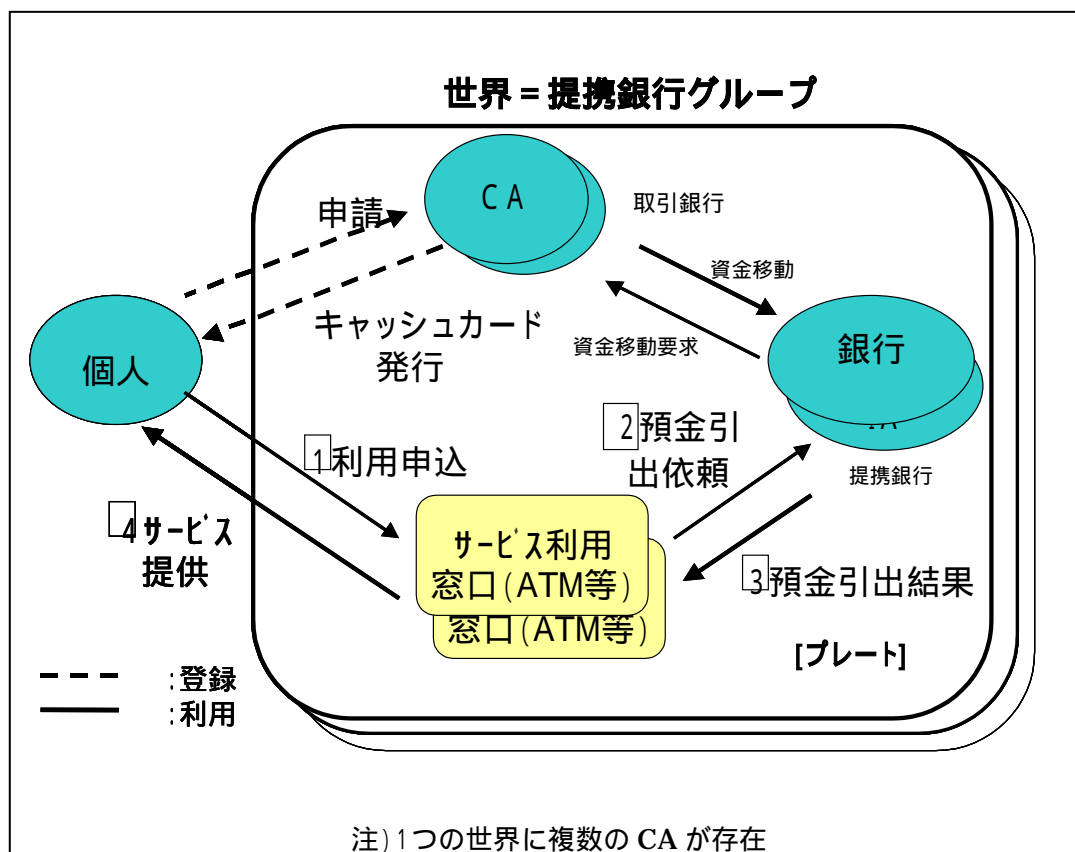 世界=提携銀行グループ
CA
取引銀行
申請
資金移動
キャッシュカード
発行
資金移動要求
銀行
個人
2預金引
出依頼
1利用申込
提携銀行
4サービス
提供
サービス利用
窓口(ATM等)
窓口(ATM等)
3預金引出結果
[プレート]
:登録
:利用
注)1つの世界に複数の CA が存在